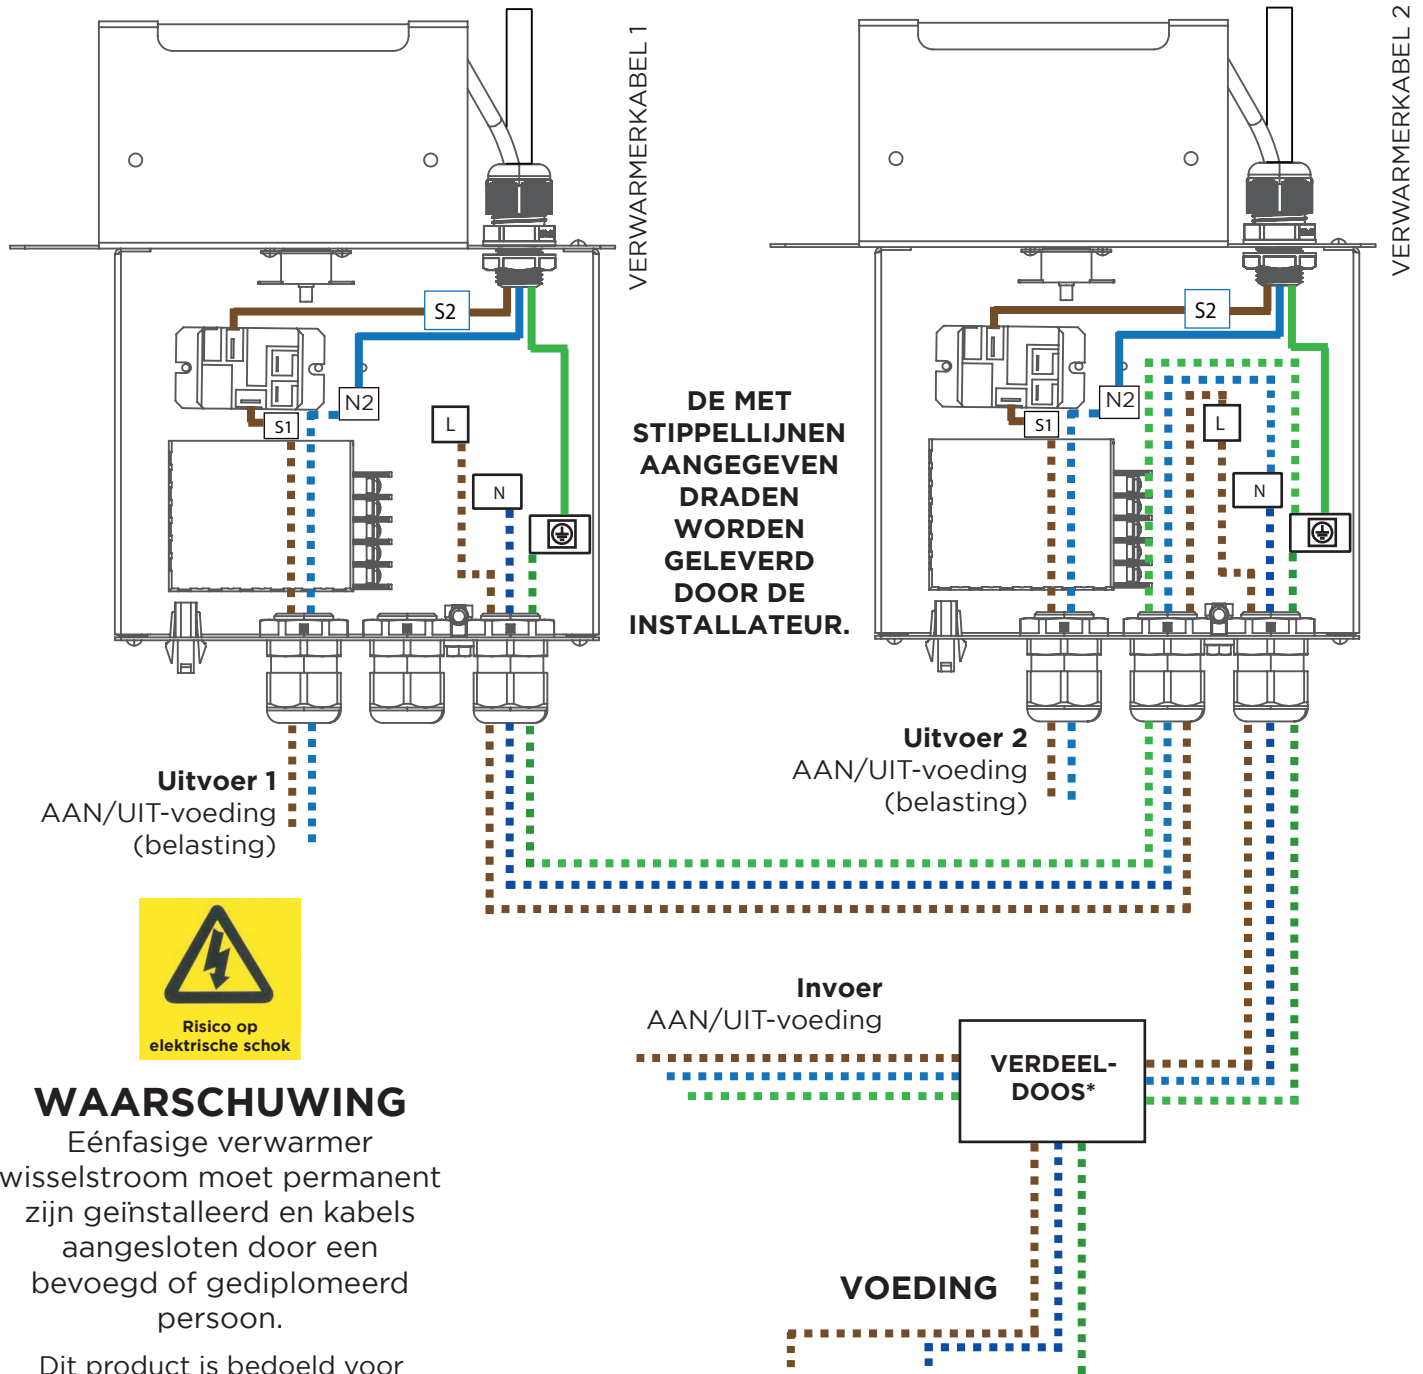 VERWARMERKABEL 1
VERWARMERKABEL 2
S2
N2
S1
L
N
DE MET
STIPPELLIJNEN
AANGEGEVEN
DRADEN
WORDEN
GELEVERD
DOOR DE
INSTALLATEUR.
S2
N2
S1
L
N
Uitvoer 1
AAN/UIT-voeding
(belasting)
Uitvoer 2
AAN/UIT-voeding
(belasting)
Risico op
elektrische schok
WAARSCHUWING
Eénfasige verwarmer
wisselstroom moet permanent
zijn geïnstalleerd en kabels
aangesloten door een
bevoegd of gediplomeerd
persoon.
Dit product is bedoeld voor
Invoer
AAN/UIT-voeding
VERDEEL-
DOOS*
VOEDING